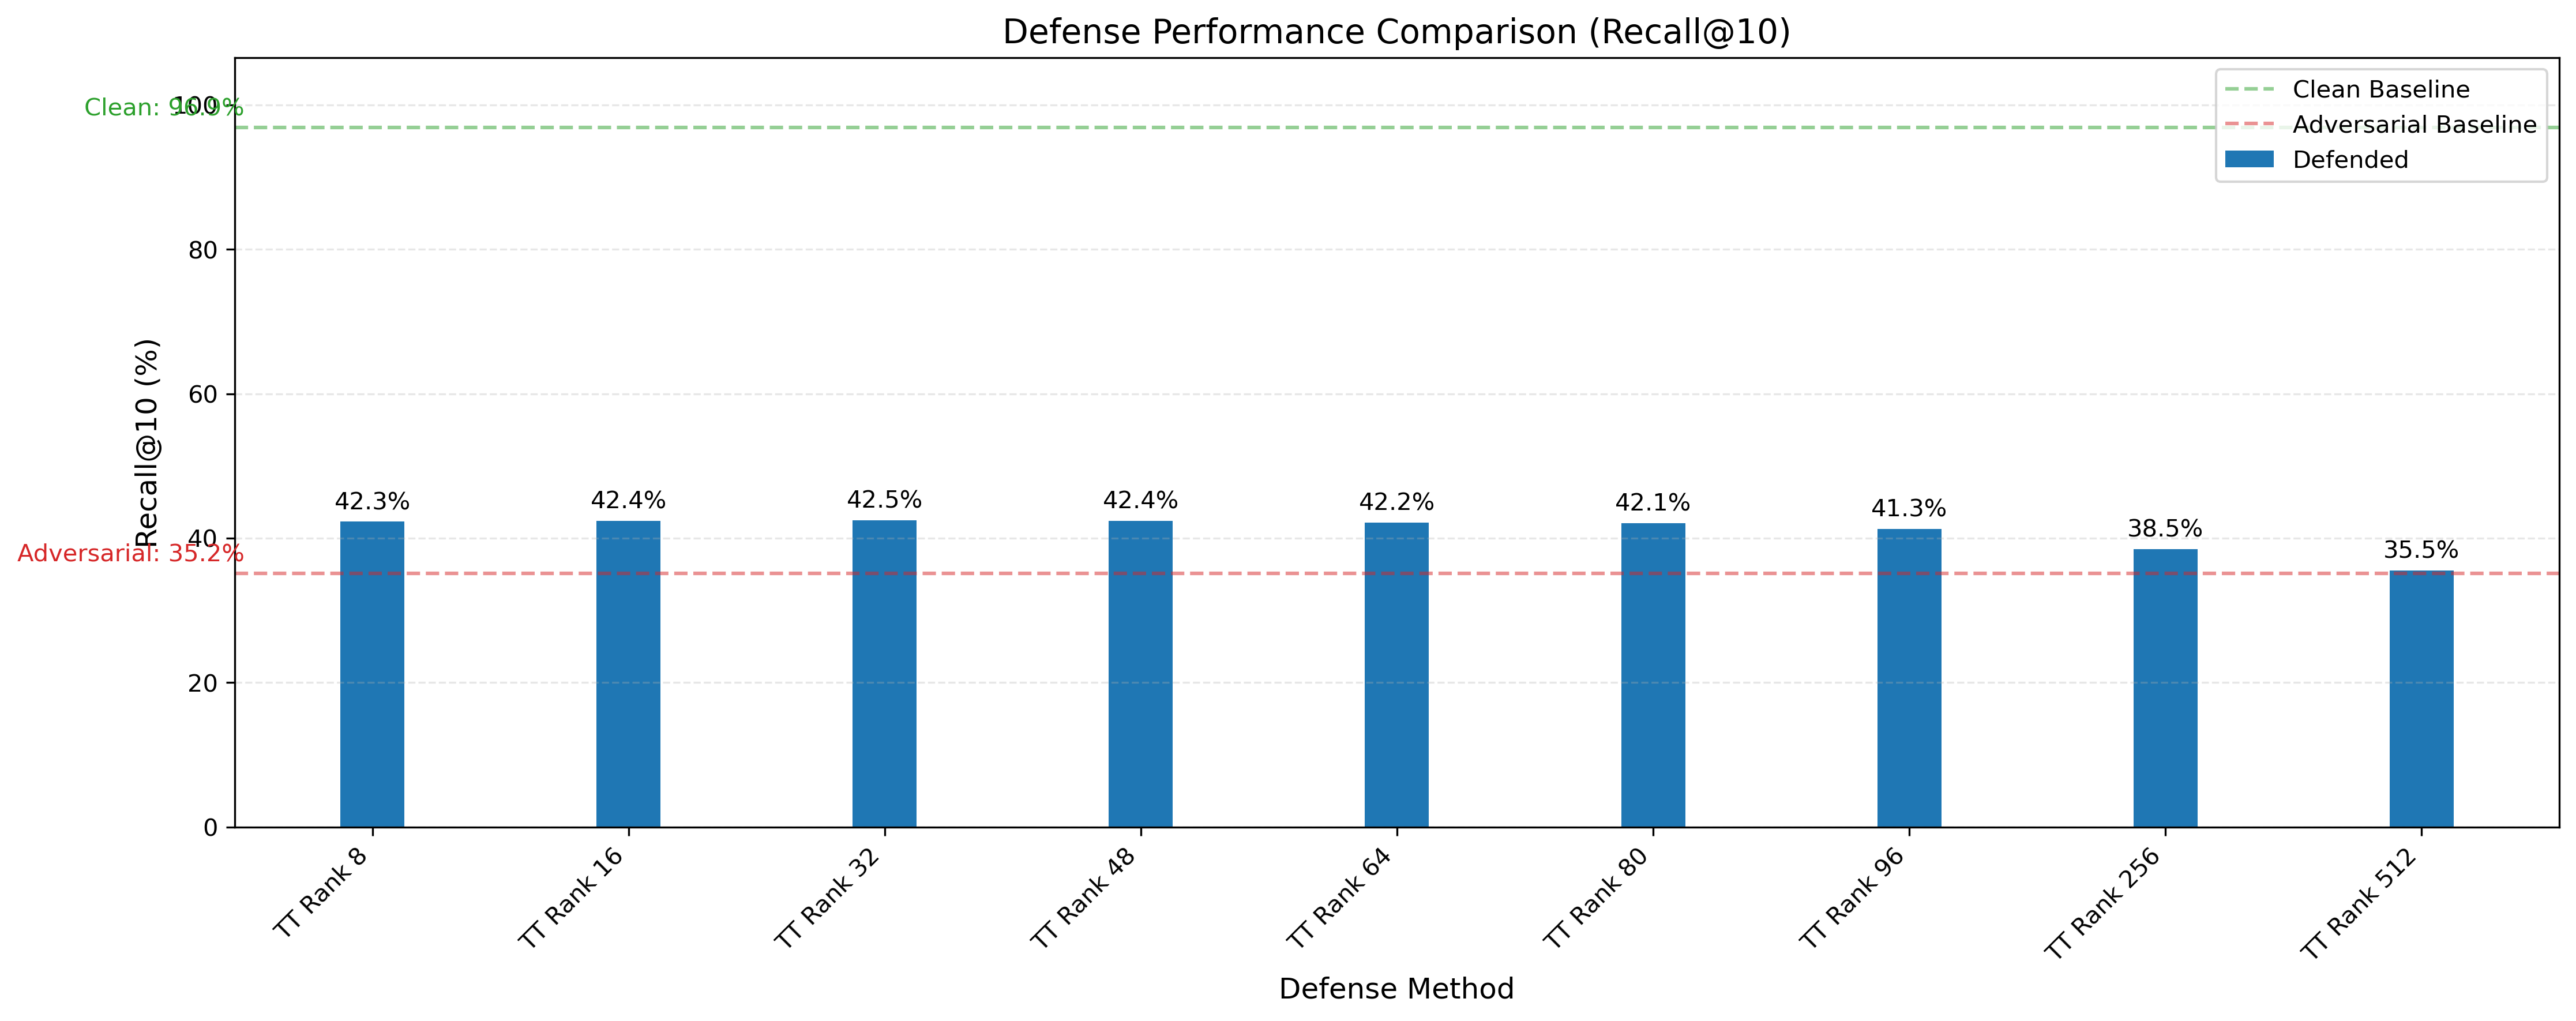 Defense Performance Comparison (Recall@10)
Clean: 96.9%
100
80
60
40
20
0
Adversarial: 35.2%
Recall@10 (%)
Clean Baseline
Adversarial Baseline
Defended
42.3%
42.4%
42.5%
42.4%
42.2%
42.1%
41.3%
38.5%
35.5%
TT Rank 8
TT Rank 16
TT Rank 32
TT Rank 48
TT Rank 64
TT Rank 80
TT Rank 96
TT Rank 256
TT Rank 512
Defense Method